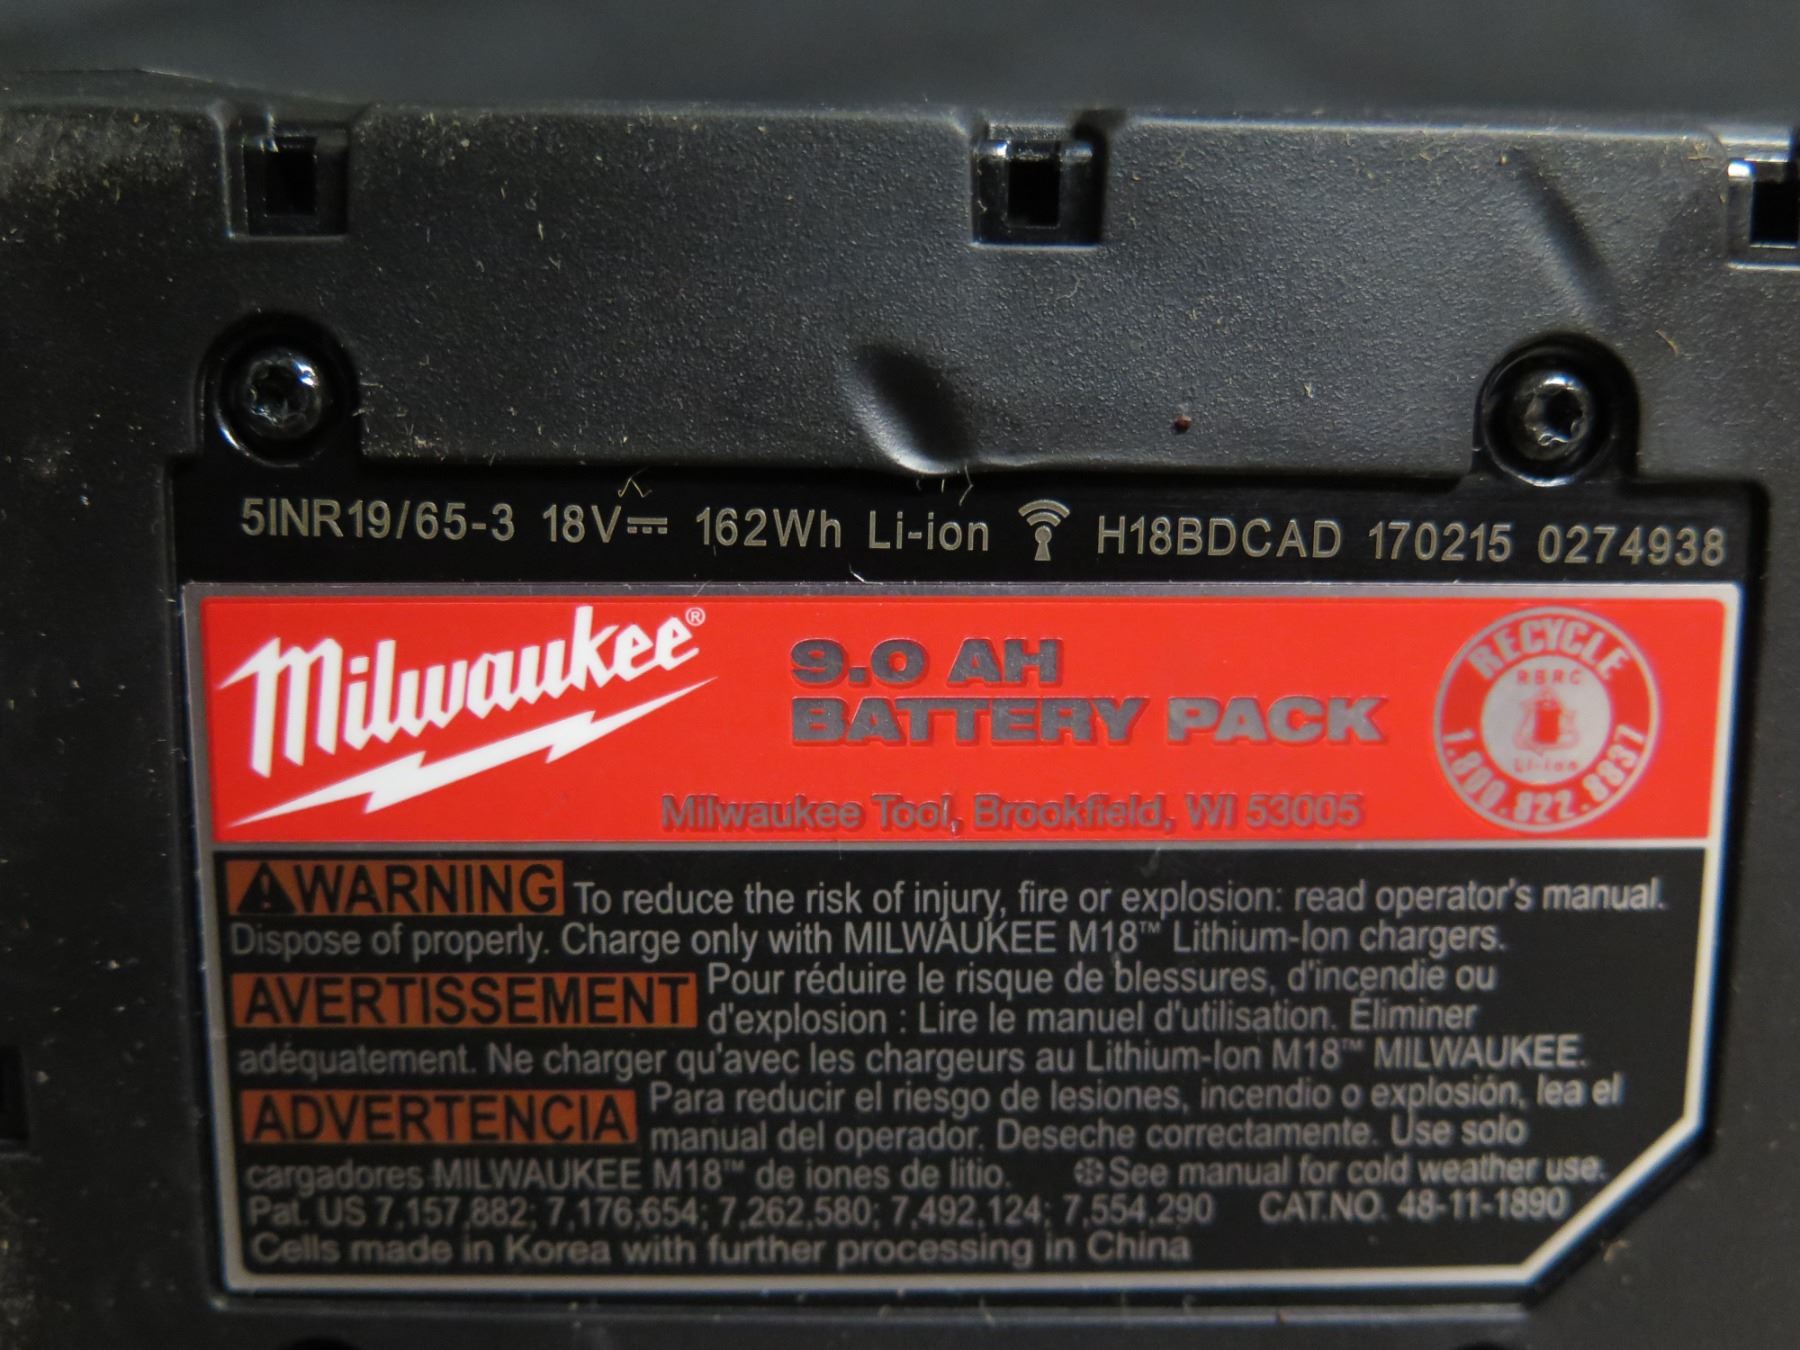 5INR19/65-3 18V⎓ 162Wh Li-ion H18BDCAD 170215 0274938
Milwaukee®
9.0 AH
BATTERY PACK
Milwaukee Tool, Brookfield, WI 53005
RECYCLE
RBRC
Li-Ion
1.800.822.8837
⚠WARNING To reduce the risk of injury, fire or explosion: read operator's manual.
Dispose of properly. Charge only with MILWAUKEE M18™ Lithium-Ion chargers.
AVERTISSEMENT Pour réduire le risque de blessures, d'incendie ou
d'explosion : Lire le manuel d'utilisation. Éliminer
adéquatement. Ne charger qu'avec les chargeurs au Lithium-Ion M18™ MILWAUKEE.
ADVERTENCIA Para reducir el riesgo de lesiones, incendio o explosión, lea el
manual del operador. Deseche correctamente. Use solo
cargadores MILWAUKEE M18™ de iones de litio. ❄See manual for cold weather use.
Pat. US 7,157,882; 7,176,654; 7,262,580; 7,492,124; 7,554,290 CAT.NO. 48-11-1890
Cells made in Korea with further processing in China